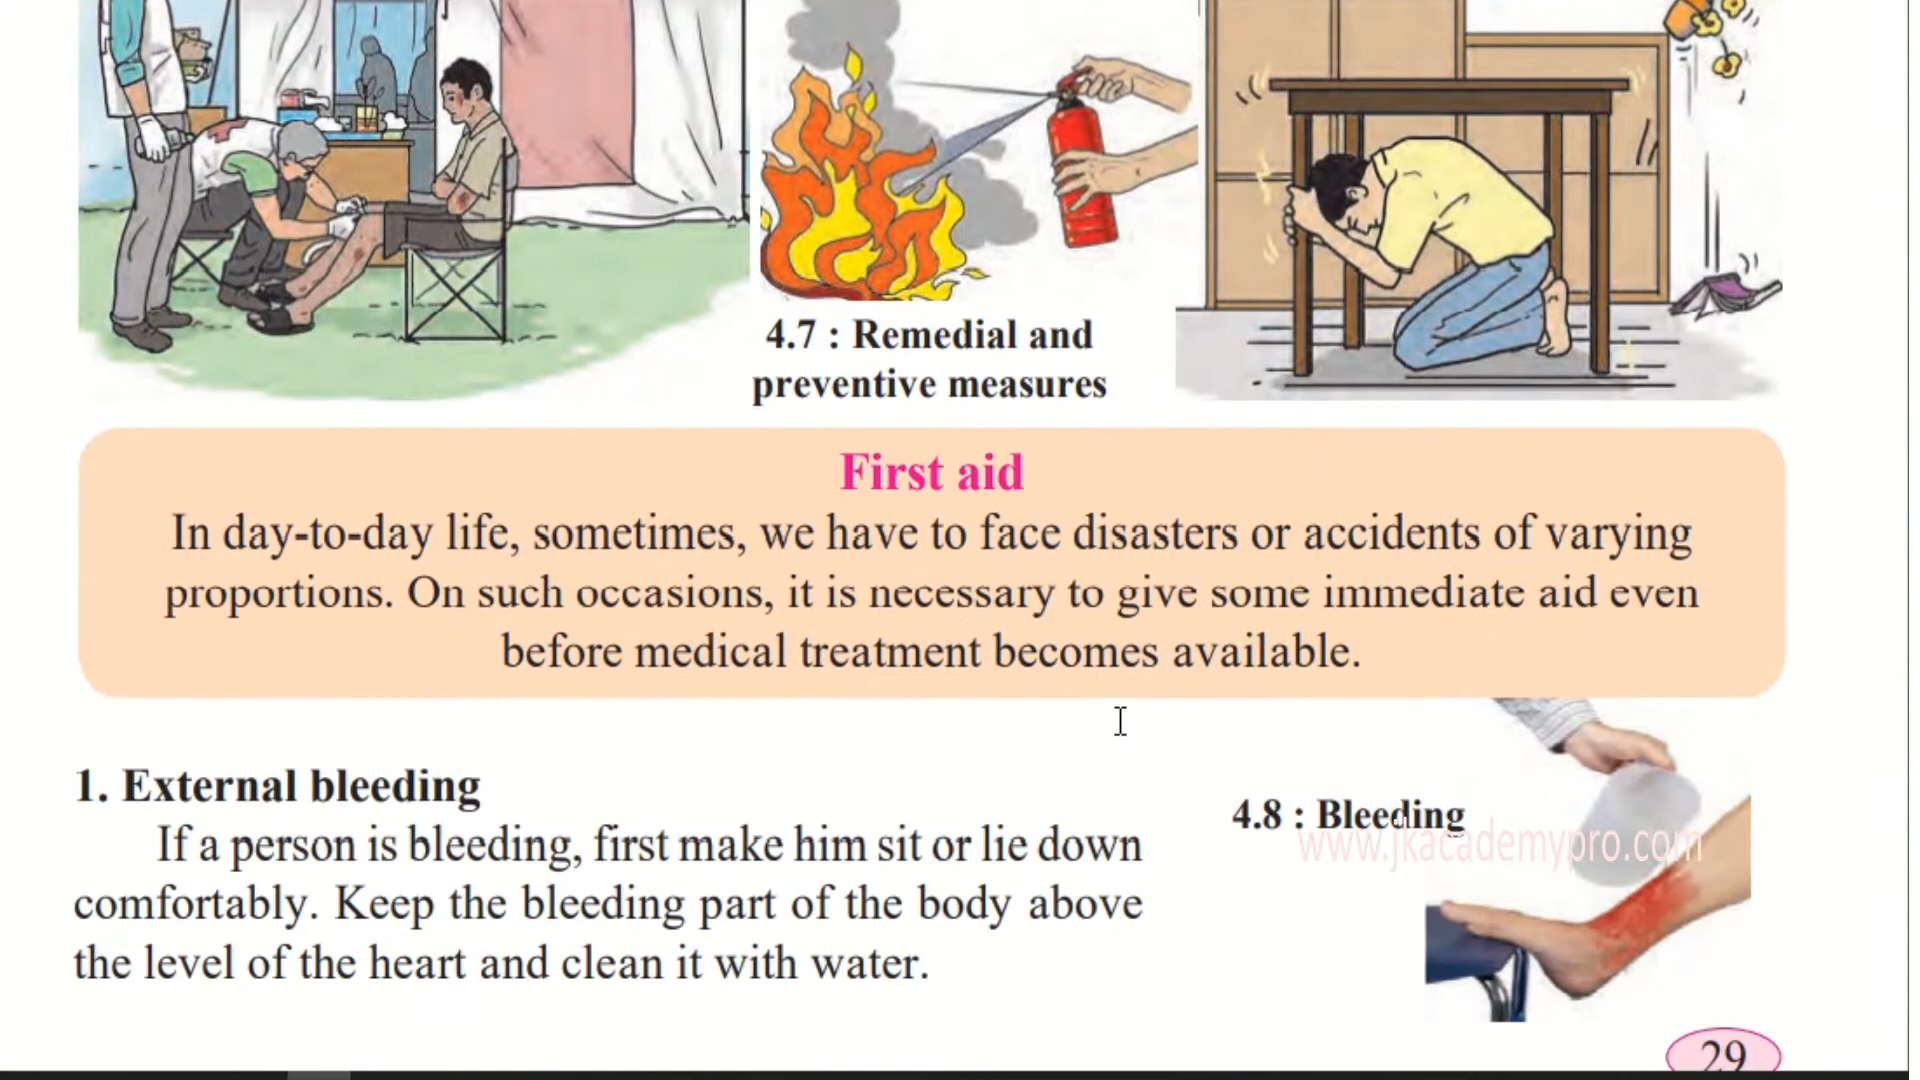 4.7 : Remedial and
preventive measures
First aid
In day-to-day life, sometimes, we have to face disasters or accidents of varying
proportions. On such occasions, it is necessary to give some immediate aid even
before medical treatment becomes available.
1. External bleeding
If a person is bleeding, first make him sit or lie down
comfortably. Keep the bleeding part of the body above
the level of the heart and clean it with water.
4.8 : Bleeding
www.jkacademypro.com
29